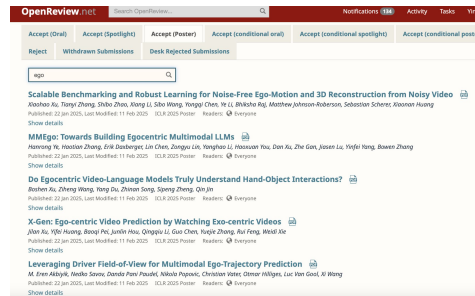 OpenReview.net
Search OpenReview...
Notifications 134 Activity Tasks
Accept (Oral) Accept (Spotlight) Accept (Poster) Accept (conditional oral) Accept (conditional spotlight) Accept (conditional post
Reject Withdrawn Submissions Desk Rejected Submissions
ego
Scalable Benchmarking and Robust Learning for Noise-Free Ego-Motion and 3D Reconstruction from Noisy Video
Xiaohao Xu, Tianyi Zhang, Shibo Zhao, Xiang Li, Sibo Wang, Yongqi Chen, Ye Li, Bhiksha Raj, Matthew Johnson-Roberson, Sebastian Scherer, Xiaonan Huang
Published: 22 Jan 2025, Last Modified: 11 Feb 2025 ICLR 2025 Poster Readers: Everyone
Show details
MMEgo: Towards Building Egocentric Multimodal LLMs
Hanrong Ye, Haotian Zhang, Erik Daxberger, Lin Chen, Zongyu Lin, Yanghao Li, Haoxuan You, Dan Xu, Zhe Gan, Jiasen Lu, Yinfei Yang, Bowen Zhang
Published: 22 Jan 2025, Last Modified: 11 Feb 2025 ICLR 2025 Poster Readers: Everyone
Show details
Do Egocentric Video-Language Models Truly Understand Hand-Object Interactions?
Boshen Xu, Ziheng Wang, Yang Du, Zhinan Song, Sipeng Zheng, Qin Jin
Published: 22 Jan 2025, Last Modified: 11 Feb 2025 ICLR 2025 Poster Readers: Everyone
Show details
X-Gen: Ego-centric Video Prediction by Watching Exo-centric Videos
Jilan Xu, Yifei Huang, Baoqi Pei, Junlin Hou, Qingqiu Li, Guo Chen, Yuejie Zhang, Rui Feng, Weidi Xie
Published: 22 Jan 2025, Last Modified: 11 Feb 2025 ICLR 2025 Poster Readers: Everyone
Show details
Leveraging Driver Field-of-View for Multimodal Ego-Trajectory Prediction
M. Eren Akbiyik, Nedko Savov, Danda Pani Paudel, Nikola Popovic, Christian Vater, Otmar Hilliges, Luc Van Gool, Xi Wang
Published: 22 Jan 2025, Last Modified: 11 Feb 2025 ICLR 2025 Poster Readers: Everyone
Show details